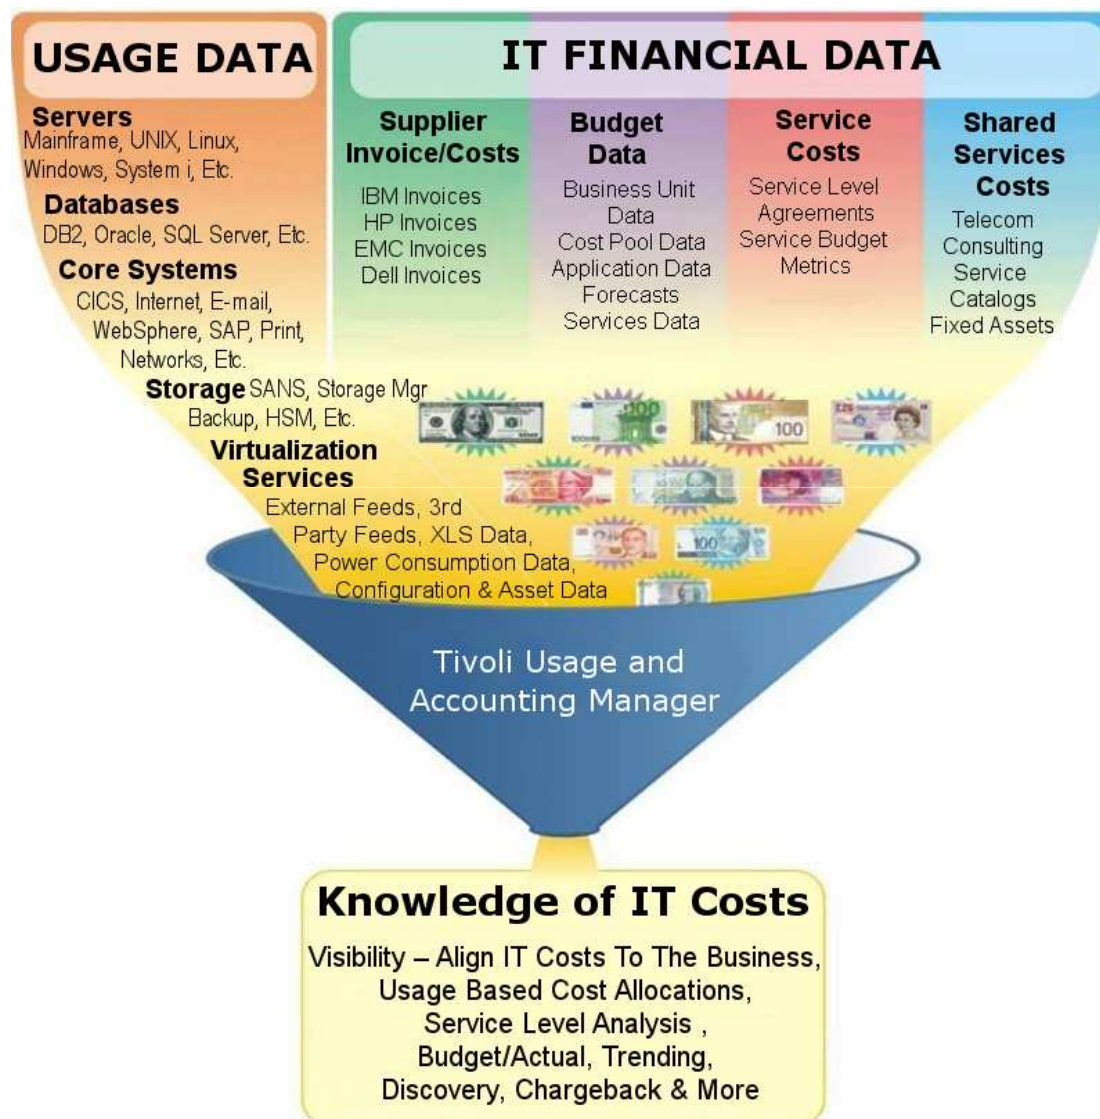 USAGE DATA
Servers
Mainframe, UNIX, Linux,
Windows, System i, Etc.
Databases
DB2, Oracle, SQL Server, Etc.
Core Systems
CICS, Internet, E-mail,
WebSphere, SAP, Print,
Networks, Etc.
Storage SANS, Storage Mgr
Backup, HSM, Etc.
Virtualization
Services
External Feeds, 3rd
Party Feeds, XLS Data,
Power Consumption Data,
Configuration & Asset Data
IT FINANCIAL DATA
Supplier
Invoice/Costs
IBM Invoices
HP Invoices
EMC Invoices
Dell Invoices
Budget
Data
Business Unit
Data
Cost Pool Data
Application Data
Forecasts
Services Data
Service
Costs
Service Level
Agreements
Service Budget
Metrics
Shared
Services
Costs
Telecom
Consulting
Service
Catalogs
Fixed Assets
100
100
£20
100
Tivoli Usage and
Accounting Manager
Knowledge of IT Costs
Visibility – Align IT Costs To The Business,
Usage Based Cost Allocations,
Service Level Analysis ,
Budget/Actual, Trending,
Discovery, Chargeback & More